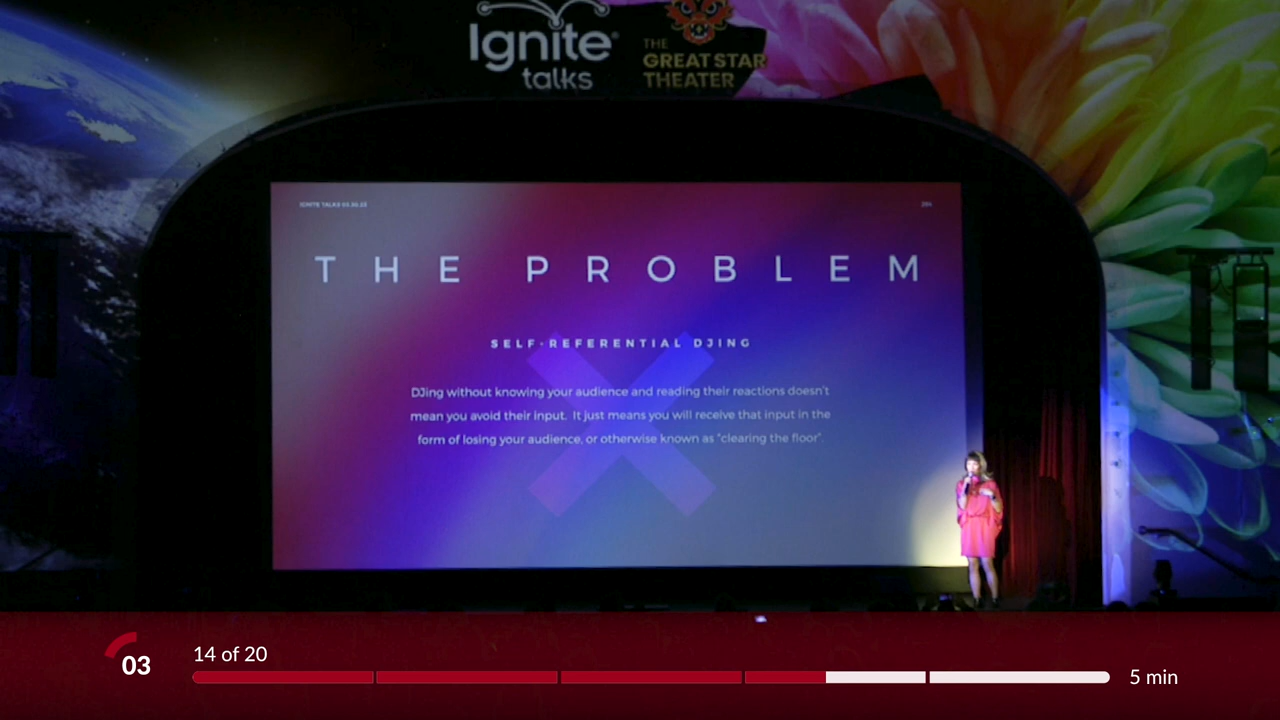 Ignite®
talks
THE
GREAT STAR
THEATER
IGNITE TALKS
THE PROBLEM
SELF-REFERENTIAL DJING
DJing without knowing your audience and reading their reactions doesn't
mean you avoid their input. It just means you will receive that input in the
form of losing your audience, or otherwise known as "clearing the floor".
03
14 of 20
5 min